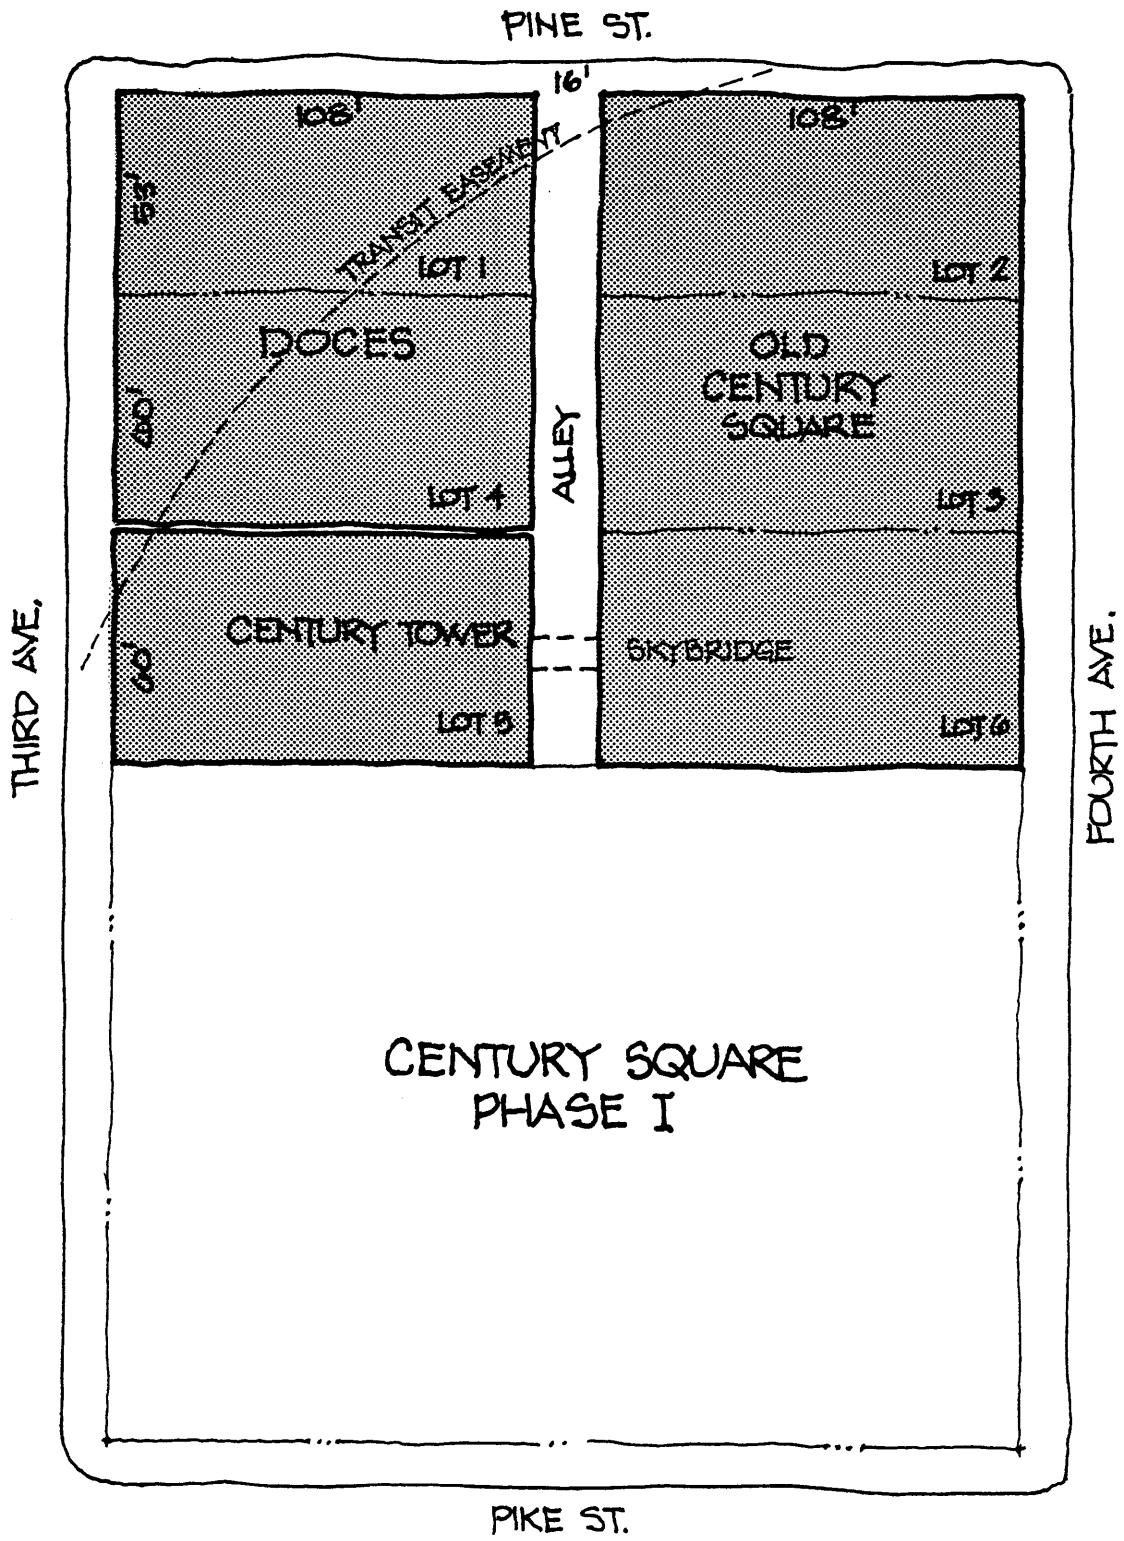 PINE ST.
16'
108'
108'
53'
TRANSIT EASEMENT
LOT 1
LOT 2
DOCES
OLD
CENTURY
SQUARE
60'
ALLEY
LOT 4
LOT 3
THIRD AVE.
FOURTH AVE.
CENTURY TOWER
SKYBRIDGE
60'
LOT 5
LOT 6
CENTURY SQUARE
PHASE I
PIKE ST.